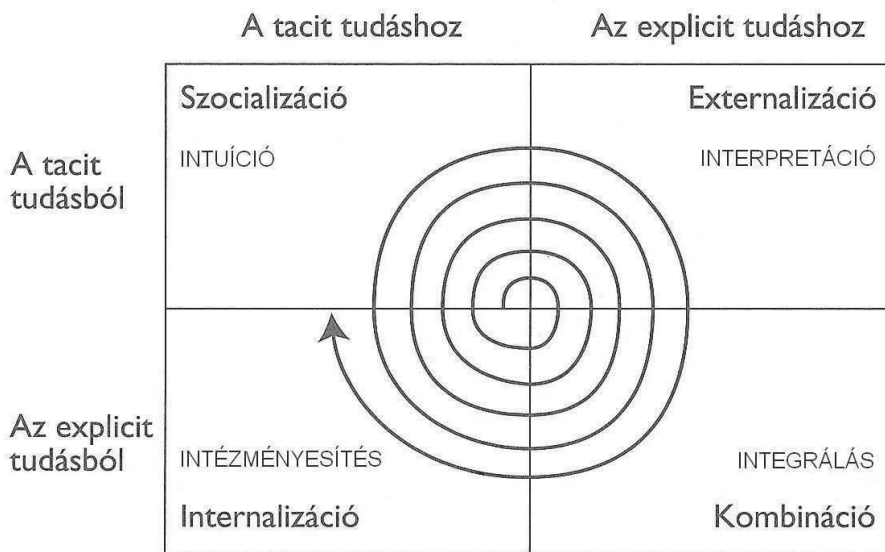 A tacit tudáshoz
Az explicit tudáshoz
Szocializáció
Externalizáció
A tacit
tudásból
INTUÍCIÓ
INTERPRETÁCIÓ
Az explicit
tudásból
INTÉZMÉNYESÍTÉS
INTEGRÁLÁS
Internalizáció
Kombináció